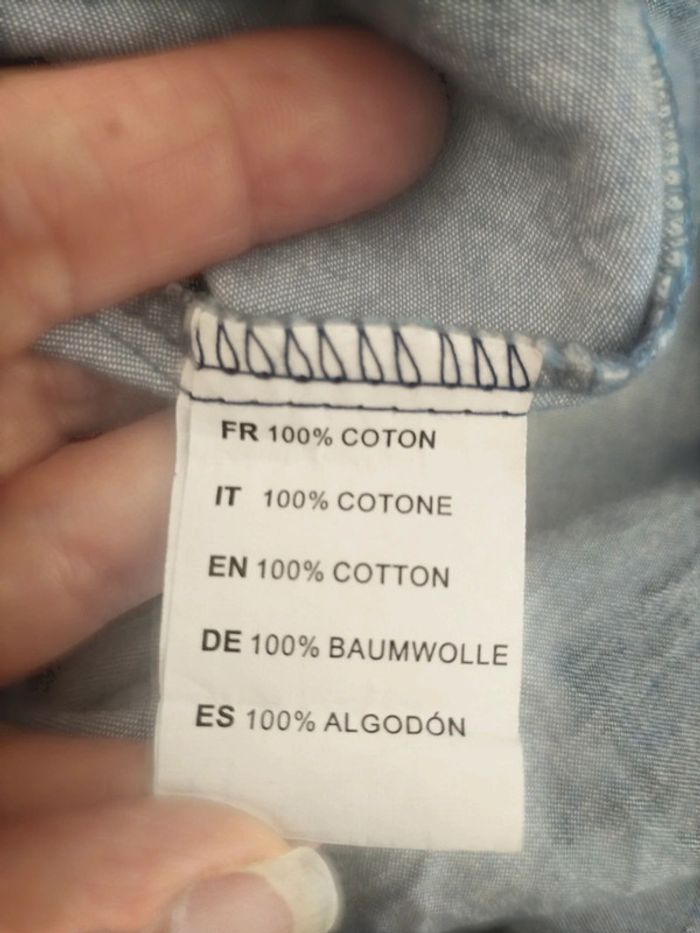 FR 100% COTON
IT 100% COTONE
EN 100% COTTON
DE 100% BAUMWOLLE
ES 100% ALGODÓN